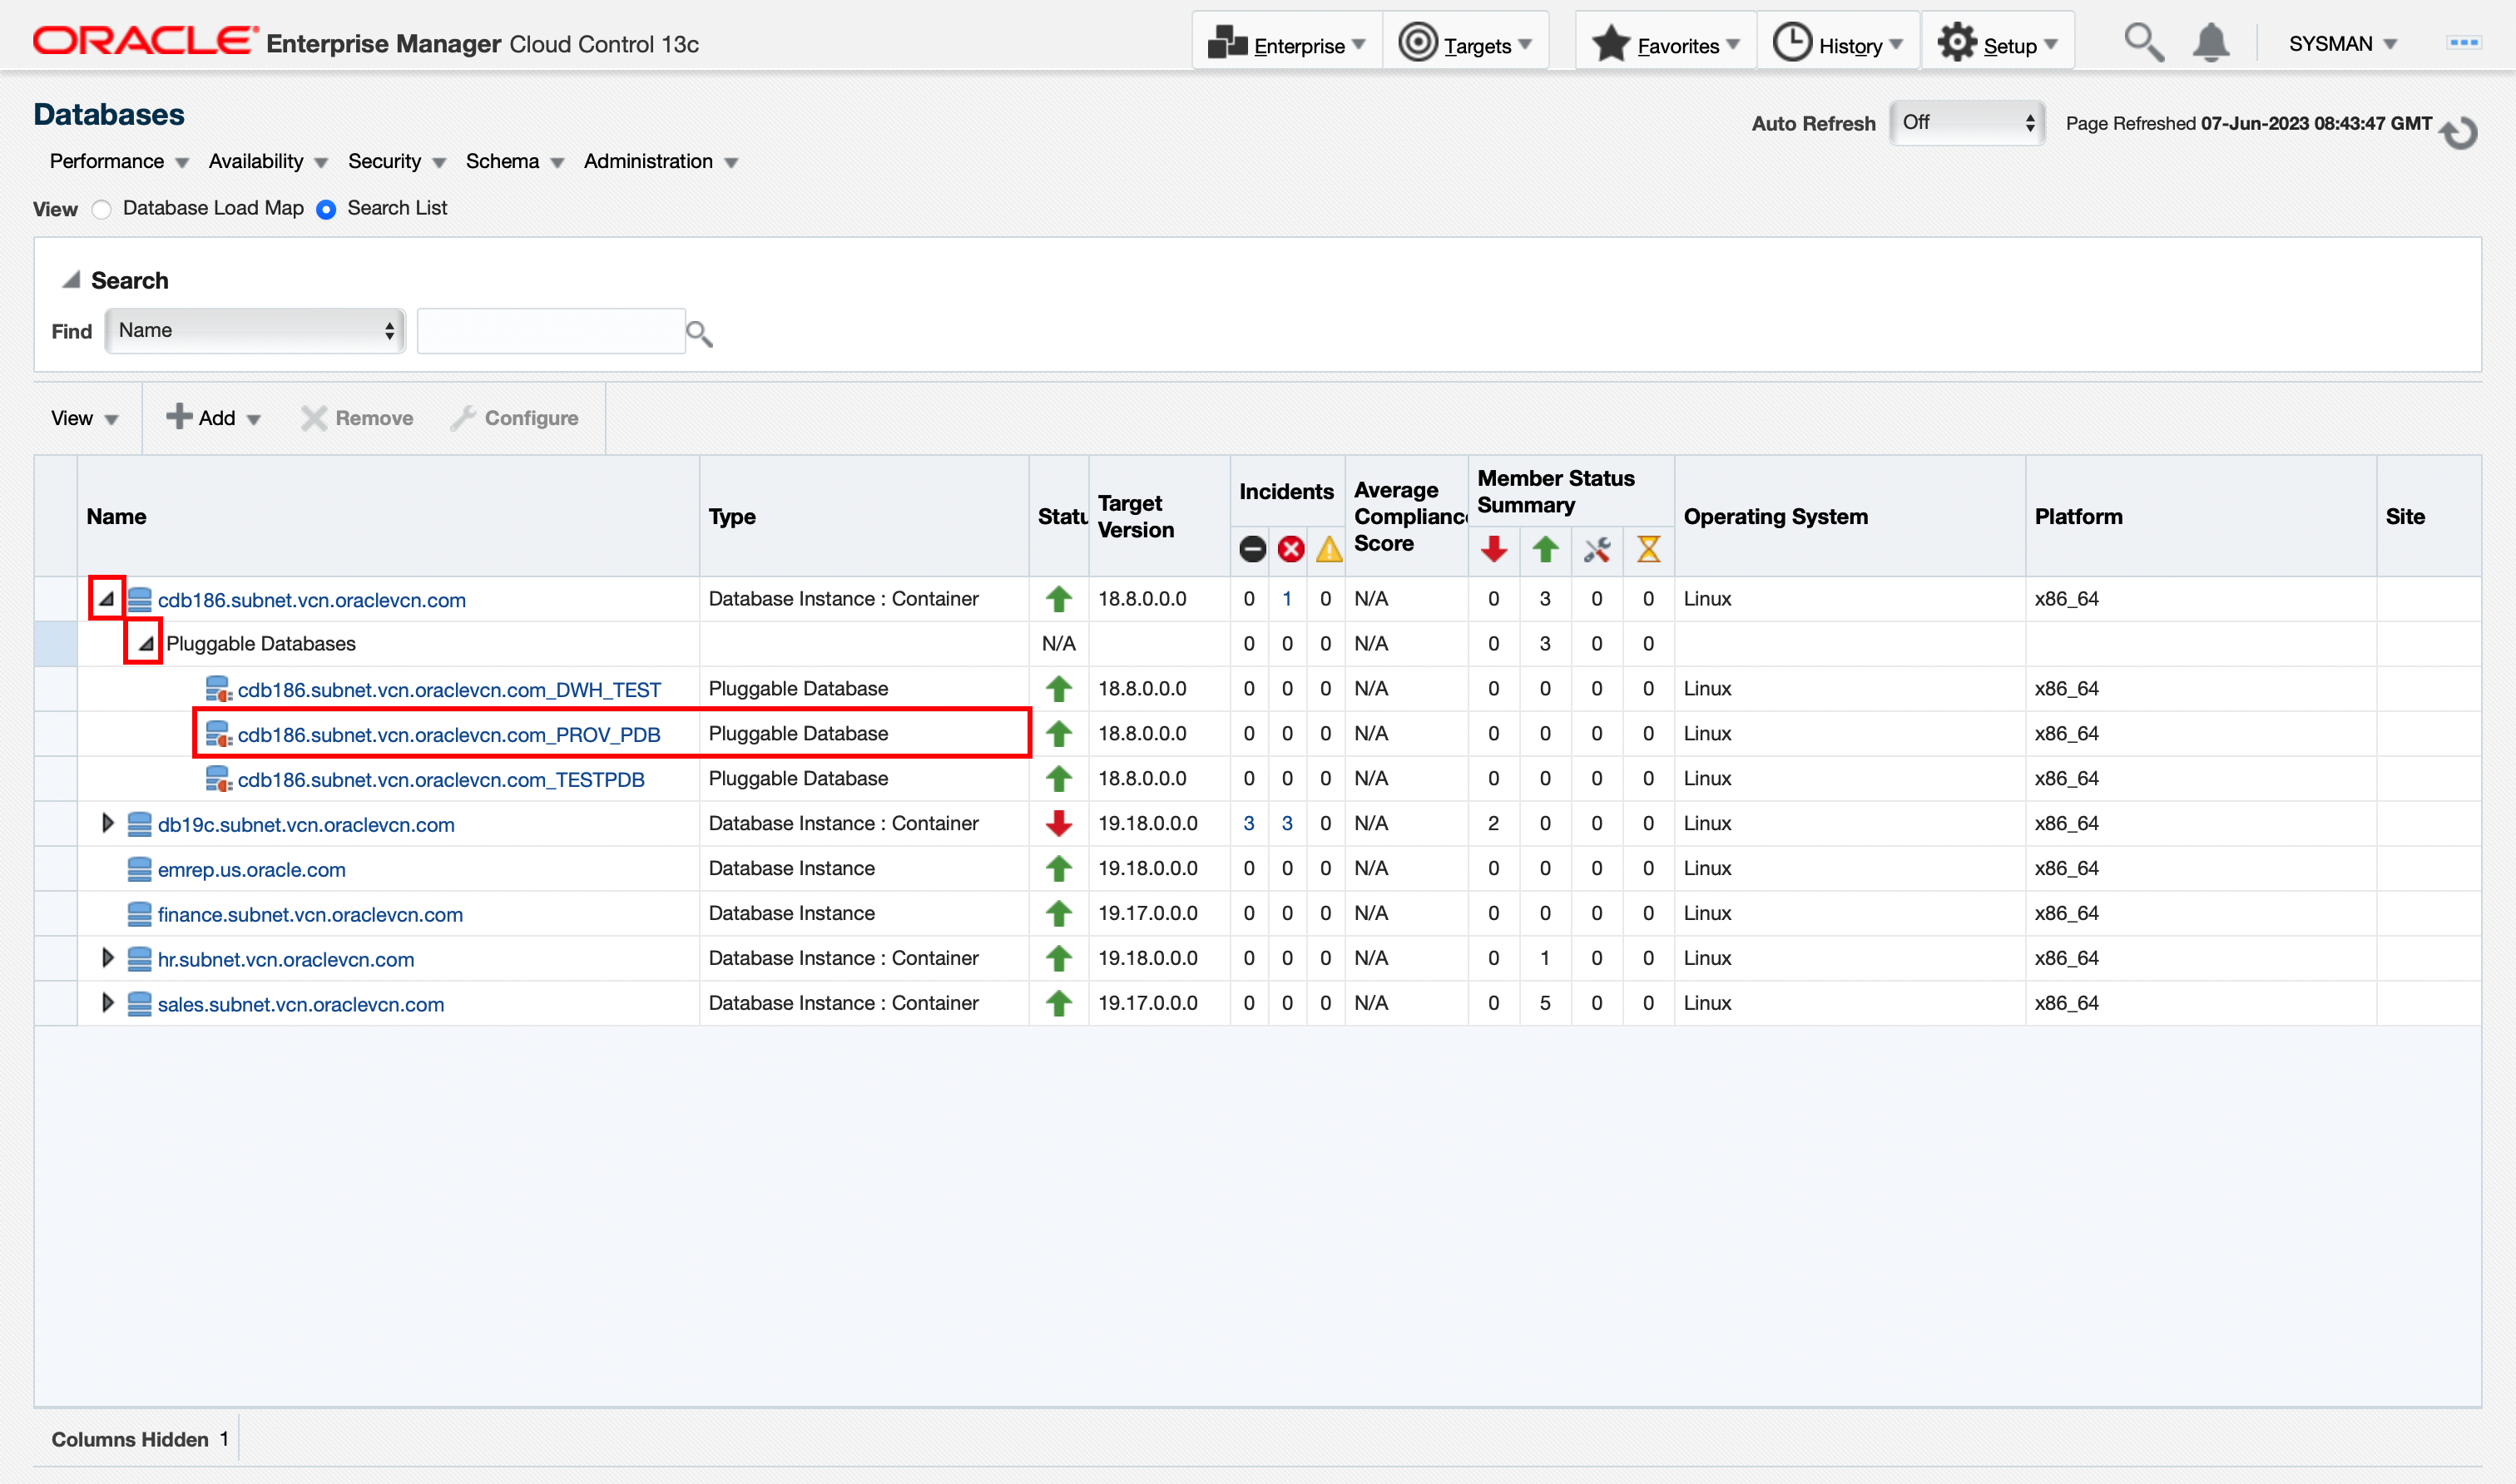 ORACLE Enterprise Manager Cloud Control 13c Enterprise Targets Favorites History Setup SYSMAN
Databases
Auto Refresh Off Page Refreshed 07-Jun-2023 08:43:47 GMT
Performance Availability Security Schema Administration
View Database Load Map Search List
Search
Find Name
View Add Remove Configure
Name Type Statu Target Version Incidents Average Complianc Score Member Status Summary Operating System Platform Site
cdb186.subnet.vcn.oraclevcn.com Database Instance : Container 18.8.0.0.0 0 1 0 N/A 0 3 0 0 Linux x86_64
Pluggable Databases N/A 0 0 0 N/A 0 3 0 0
cdb186.subnet.vcn.oraclevcn.com_DWH_TEST Pluggable Database 18.8.0.0.0 0 0 0 N/A 0 0 0 0 Linux x86_64
cdb186.subnet.vcn.oraclevcn.com_PROV_PDB Pluggable Database 18.8.0.0.0 0 0 0 N/A 0 0 0 0 Linux x86_64
cdb186.subnet.vcn.oraclevcn.com_TESTPDB Pluggable Database 18.8.0.0.0 0 0 0 N/A 0 0 0 0 Linux x86_64
db19c.subnet.vcn.oraclevcn.com Database Instance : Container 19.18.0.0.0 3 3 0 N/A 2 0 0 0 Linux x86_64
emrep.us.oracle.com Database Instance 19.18.0.0.0 0 0 0 N/A 0 0 0 0 Linux x86_64
finance.subnet.vcn.oraclevcn.com Database Instance 19.17.0.0.0 0 0 0 N/A 0 0 0 0 Linux x86_64
hr.subnet.vcn.oraclevcn.com Database Instance : Container 19.18.0.0.0 0 0 0 N/A 0 1 0 0 Linux x86_64
sales.subnet.vcn.oraclevcn.com Database Instance : Container 19.17.0.0.0 0 0 0 N/A 0 5 0 0 Linux x86_64
Columns Hidden 1